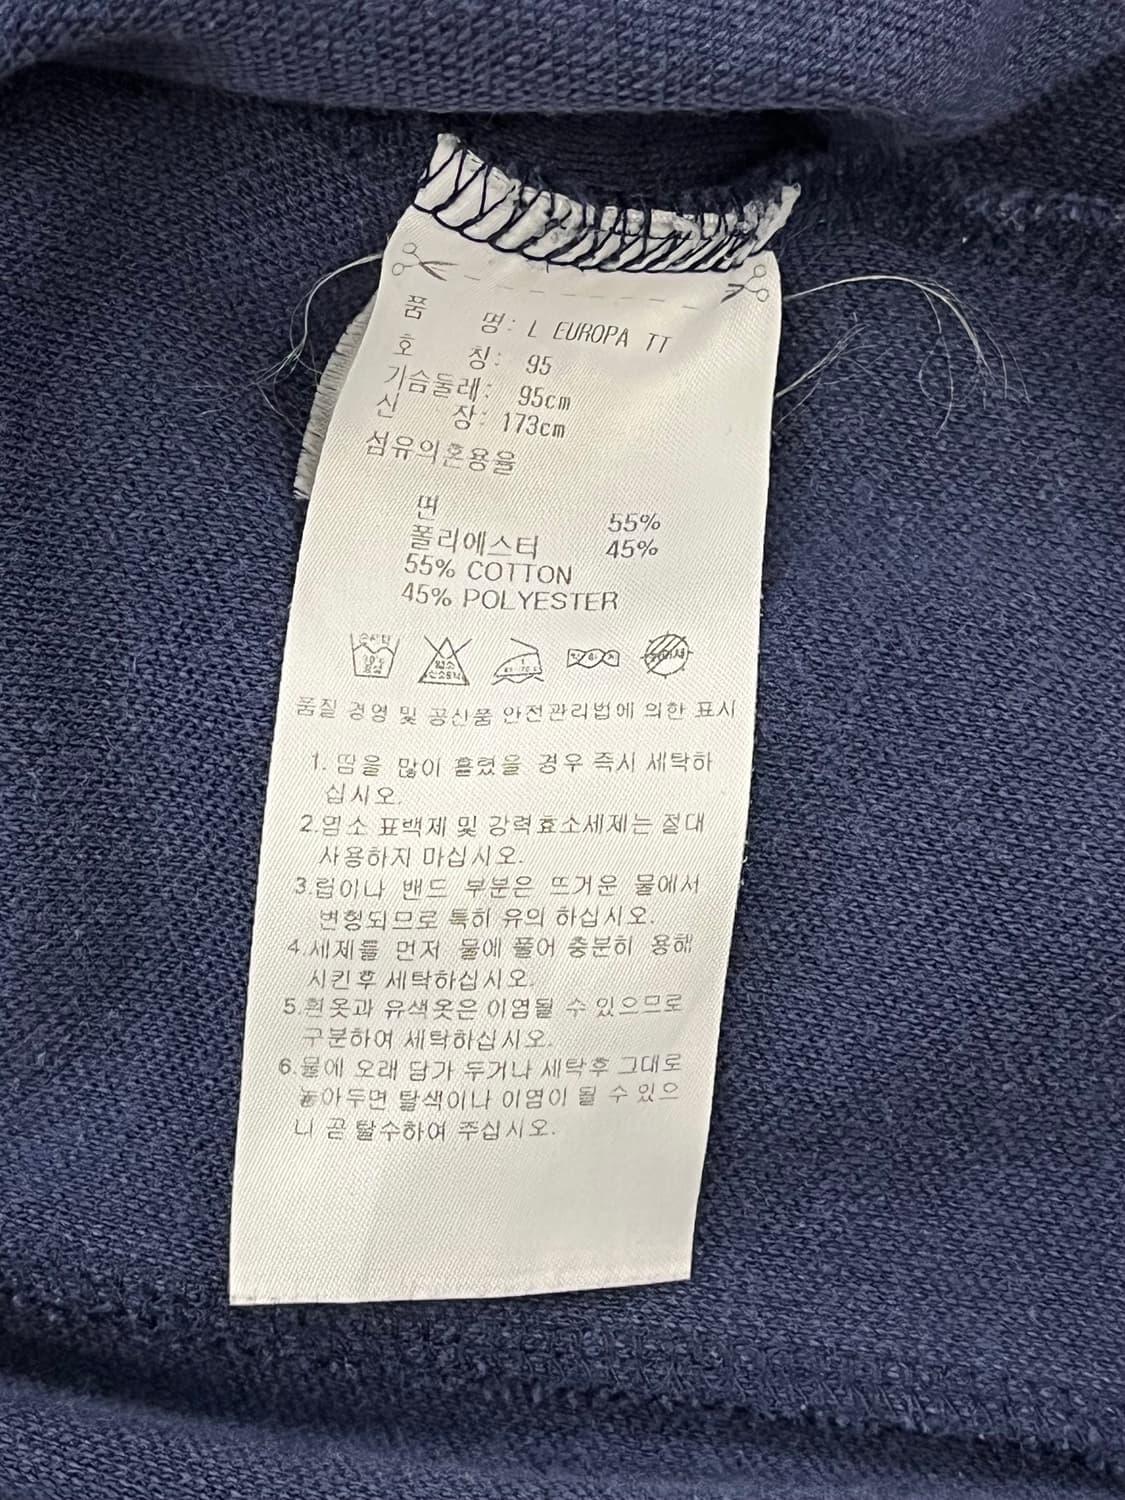 품 명: L EUROPA TT
호 칭: 95
가슴둘레: 95cm
신 장: 173cm
섬유의혼용율
면 55%
폴리에스터 45%
55% COTTON
45% POLYESTER
손세탁
30℃
중성
품질 경영 및 공산품 안전관리법에 의한 표시
1. 땀을 많이 흘렸을 경우 즉시 세탁하
십시오.
2.염소 표백제 및 강력효소세제는 절대
사용하지 마십시오.
3.립이나 밴드 부분은 뜨거운 물에서
변형되므로 특히 유의 하십시오.
4.세제를 먼저 물에 풀어 충분히 용해
시킨후 세탁하십시오.
5.흰옷과 유색옷은 이염될 수 있으므로
구분하여 세탁하십시오.
6.물에 오래 담가 두거나 세탁후 그대로
놓아두면 탈색이나 이염이 될 수 있으
니 곧 탈수하여 주십시오.